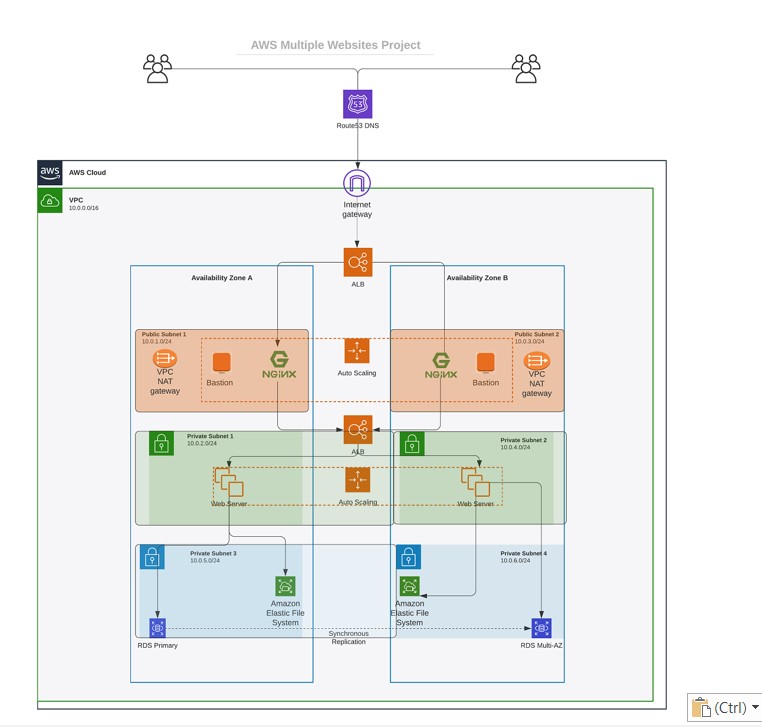 AWS Multiple Websites Project
53
Route53 DNS
aws
AWS Cloud
VPC
10.0.0.0/16
Internet
gateway
ALB
Availability Zone A
Availability Zone B
Public Subnet 1
10.0.1.0/24
VPC
NAT
gateway
Bastion
NGINX
Auto Scaling
Public Subnet 2
10.0.3.0/24
NGINX
Bastion
VPC
NAT
gateway
ALB
Private Subnet 1
10.0.2.0/24
Private Subnet 2
10.0.4.0/24
Web Server
Auto Scaling
Web Server
Private Subnet 3
10.0.5.0/24
Private Subnet 4
10.0.6.0/24
Amazon
Elastic File
System
Amazon
Elastic File
System
RDS Primary
Synchronous
Replication
RDS Multi-AZ
(Ctrl)